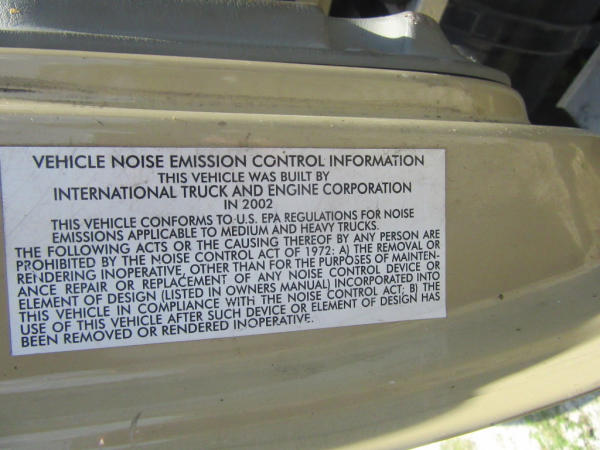 VEHICLE NOISE EMISSION CONTROL INFORMATION
THIS VEHICLE WAS BUILT BY
INTERNATIONAL TRUCK AND ENGINE CORPORATION
IN 2002
THIS VEHICLE CONFORMS TO U.S. EPA REGULATIONS FOR NOISE
EMISSIONS APPLICABLE TO MEDIUM AND HEAVY TRUCKS.
THE FOLLOWING ACTS OR THE CAUSING THEREOF BY ANY PERSON ARE
PROHIBITED BY THE NOISE CONTROL ACT OF 1972: A) THE REMOVAL OR
RENDERING INOPERATIVE, OTHER THAN FOR THE PURPOSES OF MAINTEN-
ANCE REPAIR OR REPLACEMENT OF ANY NOISE CONTROL DEVICE OR
ELEMENT OF DESIGN (LISTED IN OWNERS MANUAL) INCORPORATED INTO
THIS VEHICLE IN COMPLIANCE WITH THE NOISE CONTROL ACT; B) THE
USE OF THIS VEHICLE AFTER SUCH DEVICE OR ELEMENT OF DESIGN HAS
BEEN REMOVED OR RENDERED INOPERATIVE.